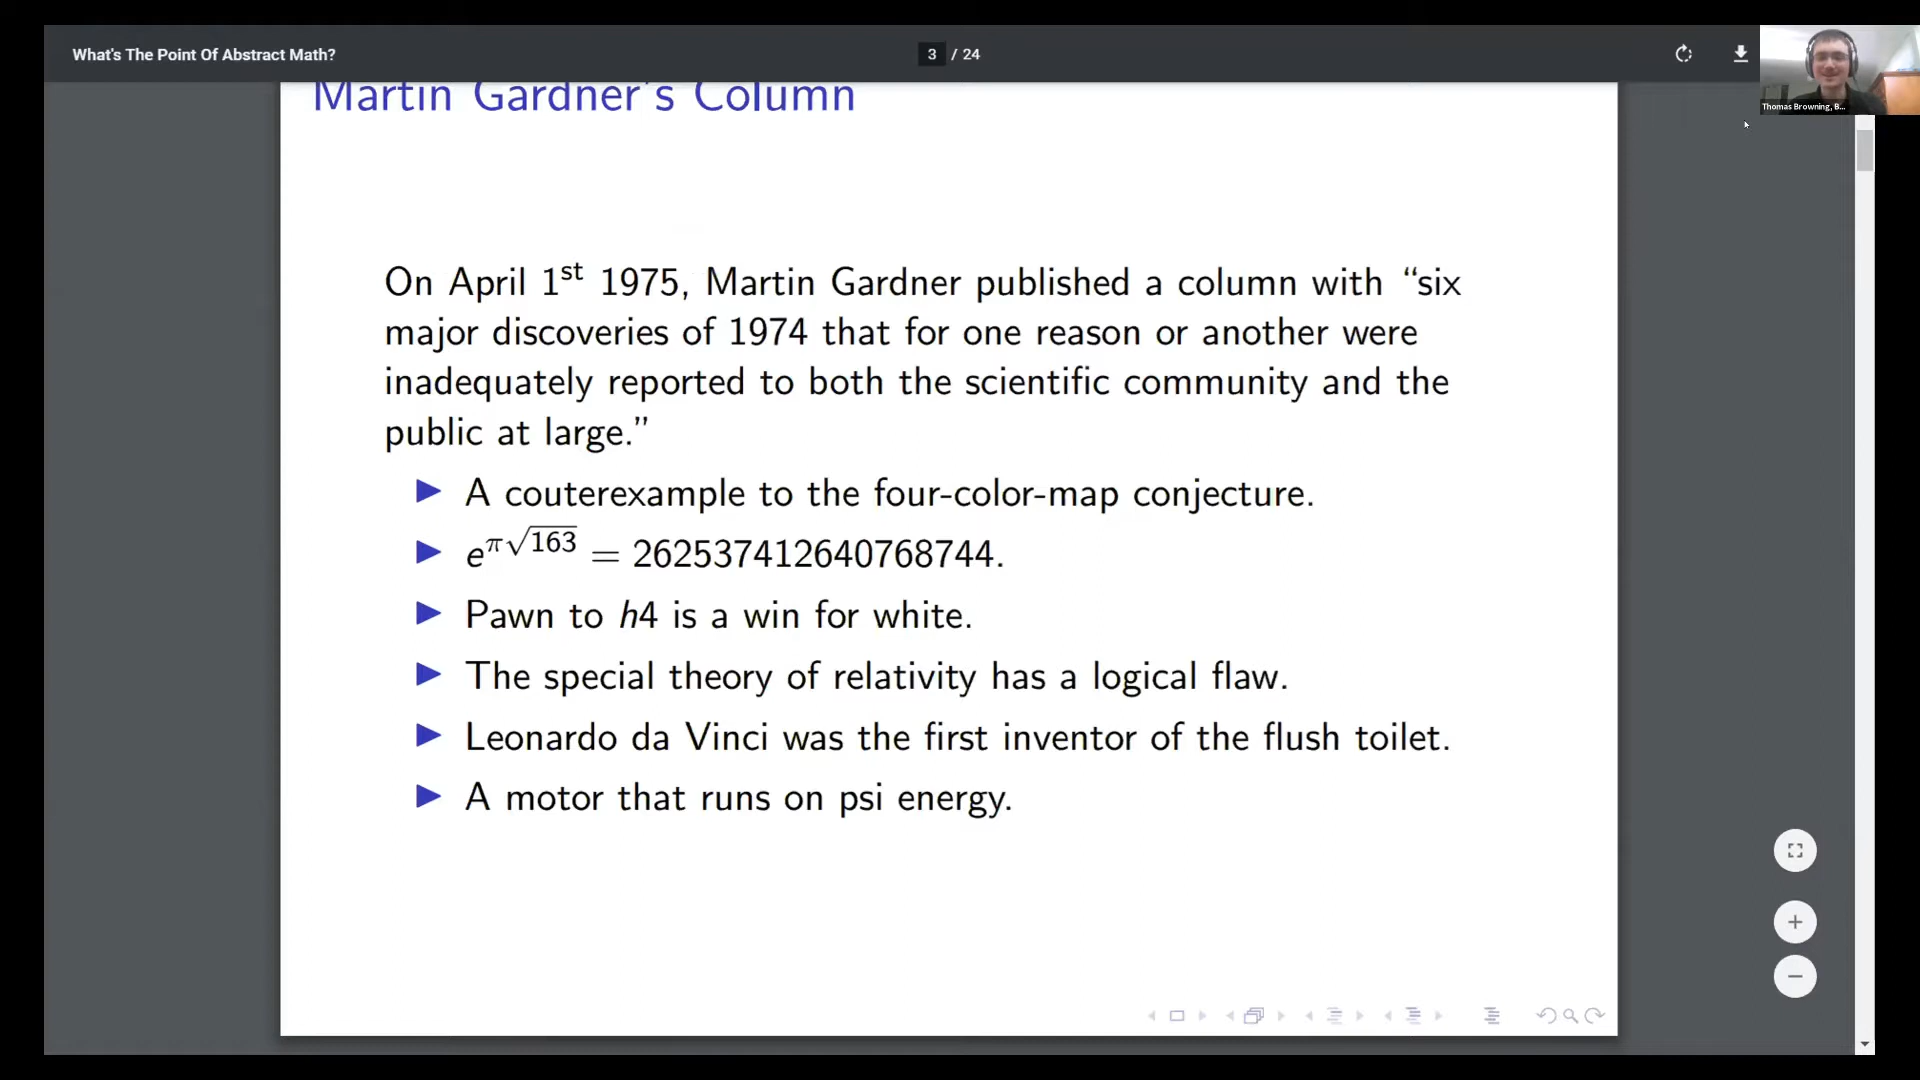 What's The Point Of Abstract Math?
3 / 24
Thomas Browning, B...
Martin Gardner's Column
On April 1st 1975, Martin Gardner published a column with “six
major discoveries of 1974 that for one reason or another were
inadequately reported to both the scientific community and the
public at large.”
▶ A couterexample to the four-color-map conjecture.
▶ e^{π√163} = 262537412640768744.
▶ Pawn to h4 is a win for white.
▶ The special theory of relativity has a logical flaw.
▶ Leonardo da Vinci was the first inventor of the flush toilet.
▶ A motor that runs on psi energy.